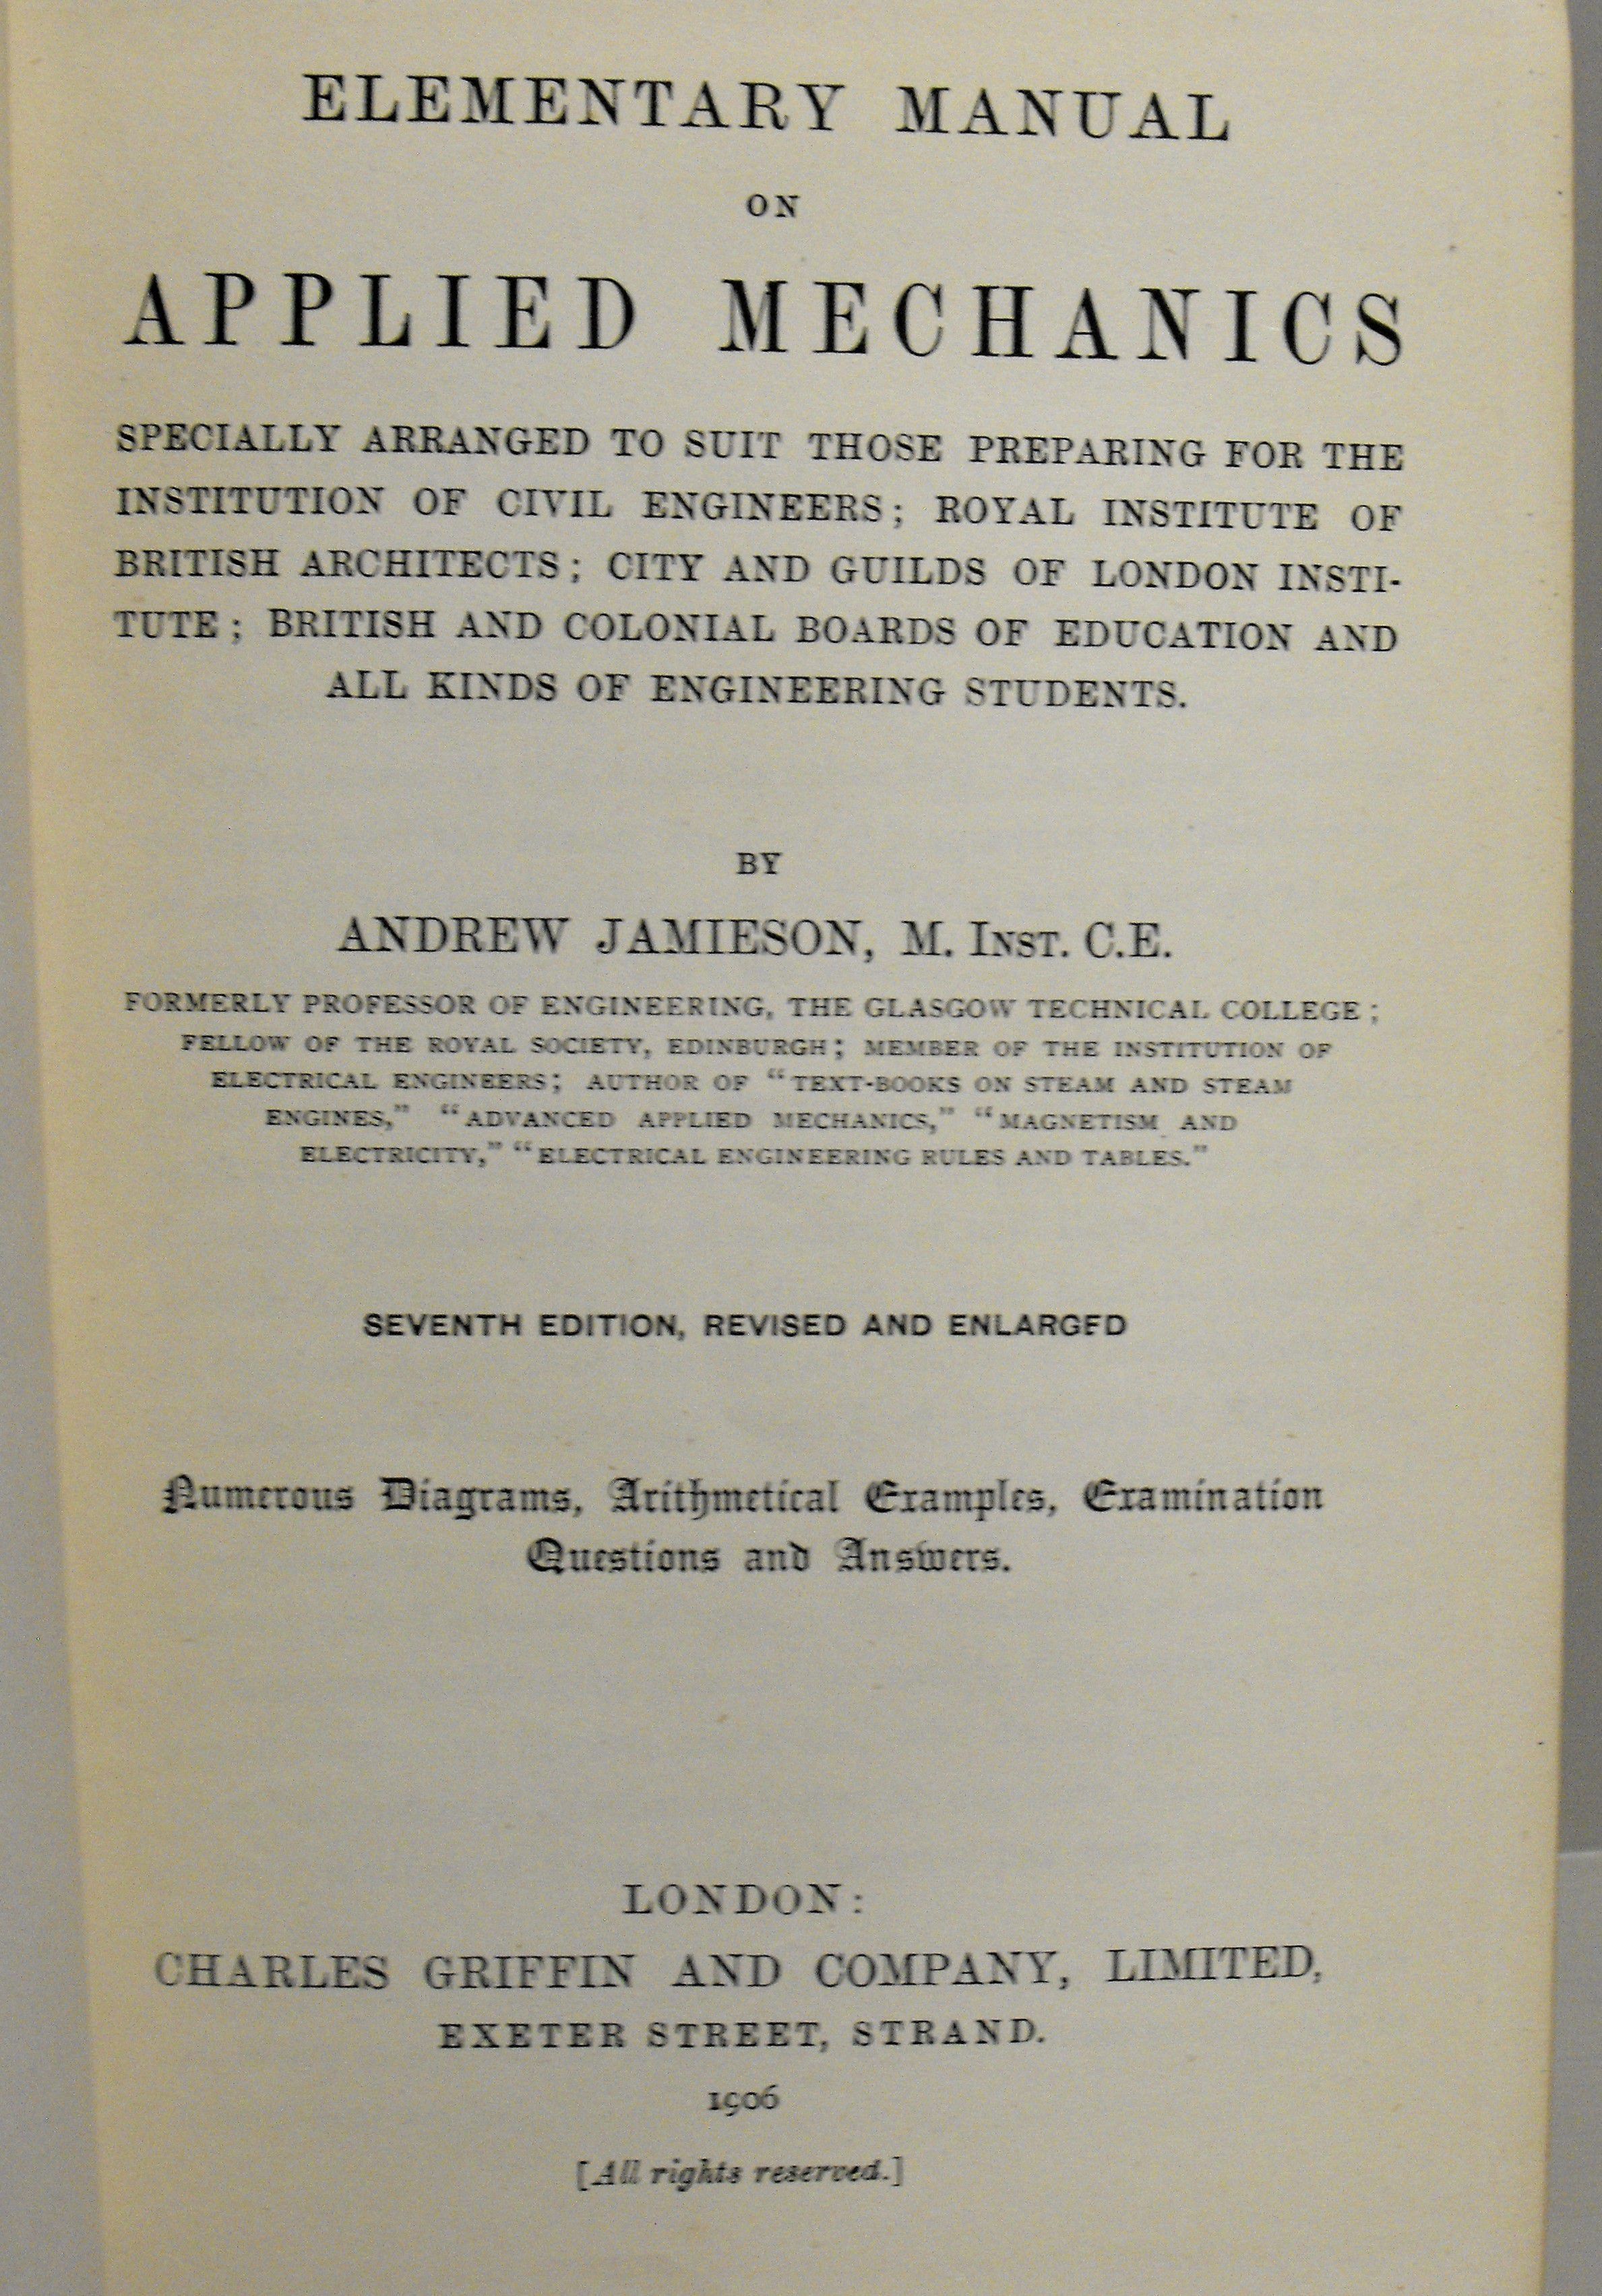 ELEMENTARY MANUAL
ON
APPLIED MECHANICS
SPECIALLY ARRANGED TO SUIT THOSE PREPARING FOR THE
INSTITUTION OF CIVIL ENGINEERS; ROYAL INSTITUTE OF
BRITISH ARCHITECTS; CITY AND GUILDS OF LONDON INSTI-
TUTE; BRITISH AND COLONIAL BOARDS OF EDUCATION AND
ALL KINDS OF ENGINEERING STUDENTS.
BY
ANDREW JAMIESON, M. INST. C.E.
FORMERLY PROFESSOR OF ENGINEERING, THE GLASGOW TECHNICAL COLLEGE;
FELLOW OF THE ROYAL SOCIETY, EDINBURGH; MEMBER OF THE INSTITUTION OF
ELECTRICAL ENGINEERS; AUTHOR OF "TEXT-BOOKS ON STEAM AND STEAM
ENGINES," "ADVANCED APPLIED MECHANICS," "MAGNETISM AND
ELECTRICITY," "ELECTRICAL ENGINEERING RULES AND TABLES."
SEVENTH EDITION, REVISED AND ENLARGED
Numerous Diagrams, Arithmetical Examples, Examination
Questions and Answers.
LONDON:
CHARLES GRIFFIN AND COMPANY, LIMITED,
EXETER STREET, STRAND.
1906
[All rights reserved.]